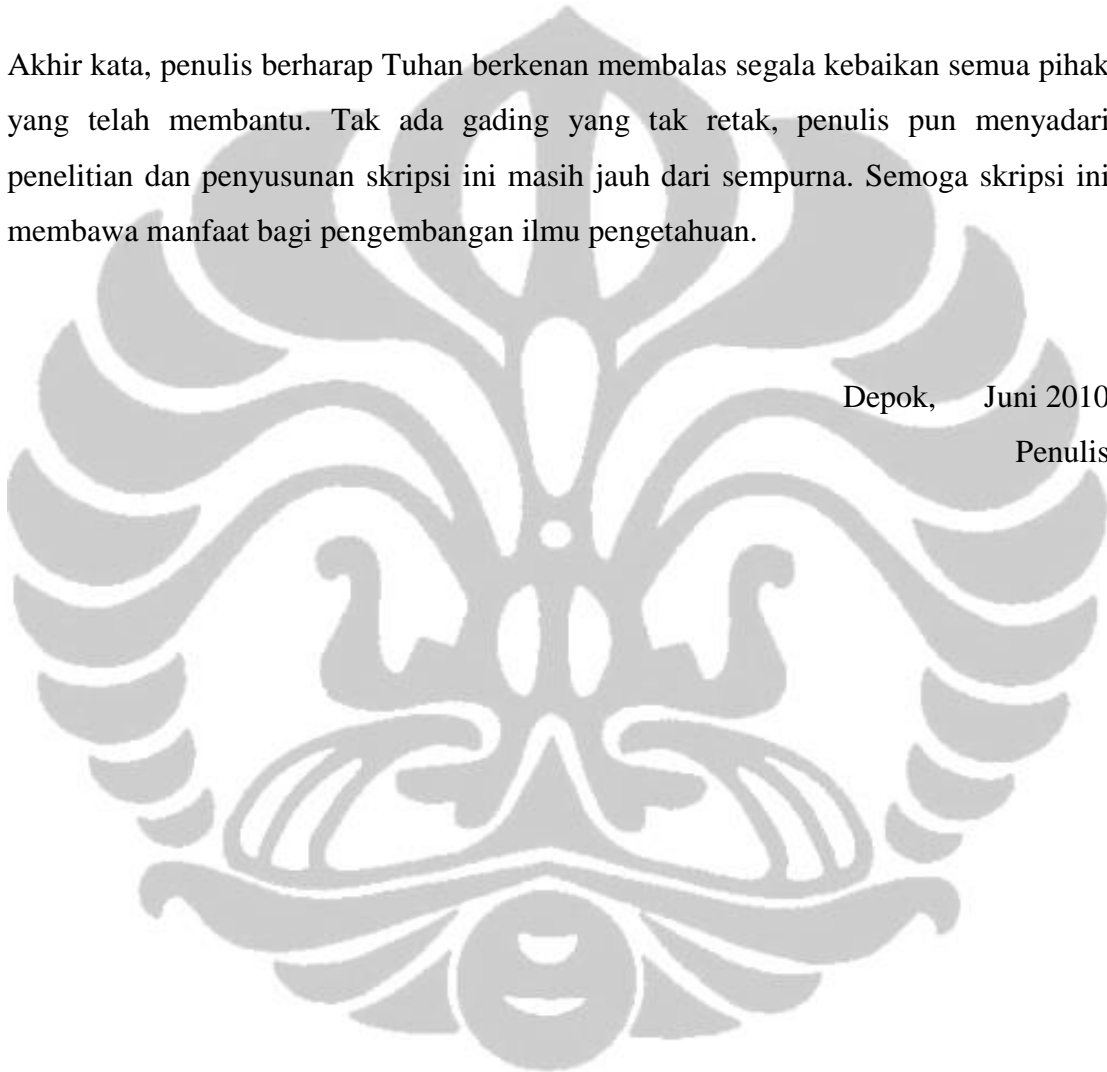 Akhir kata, penulis berharap Tuhan berkenan membalas segala kebaikan semua pihak
yang telah membantu. Tak ada gading yang tak retak, penulis pun menyadari
penelitian dan penyusunan skripsi ini masih jauh dari sempurna. Semoga skripsi ini
membawa manfaat bagi pengembangan ilmu pengetahuan.
Depok, Juni 2010
Penulis